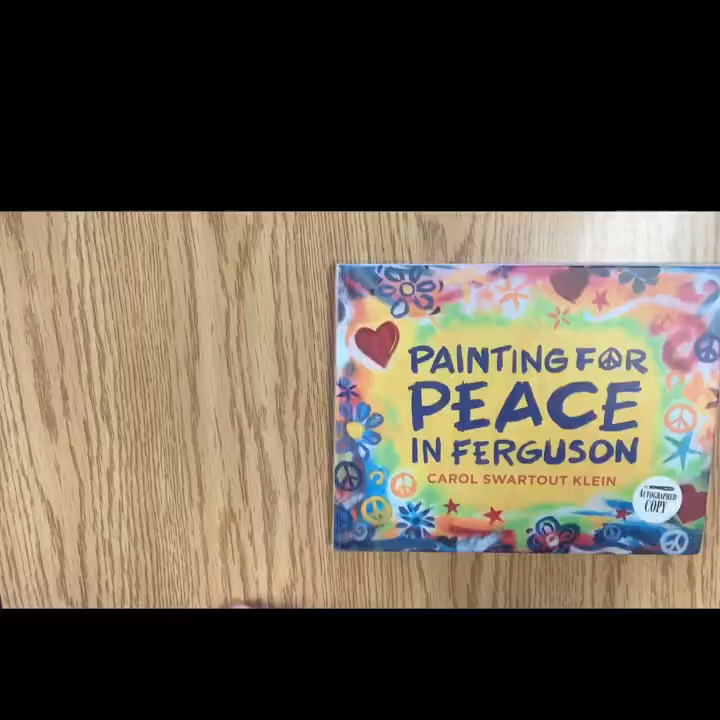 PAINTING FOR
PEACE
IN FERGUSON
CAROL SWARTOUT KLEIN
AUTOGRAPHED
COPY